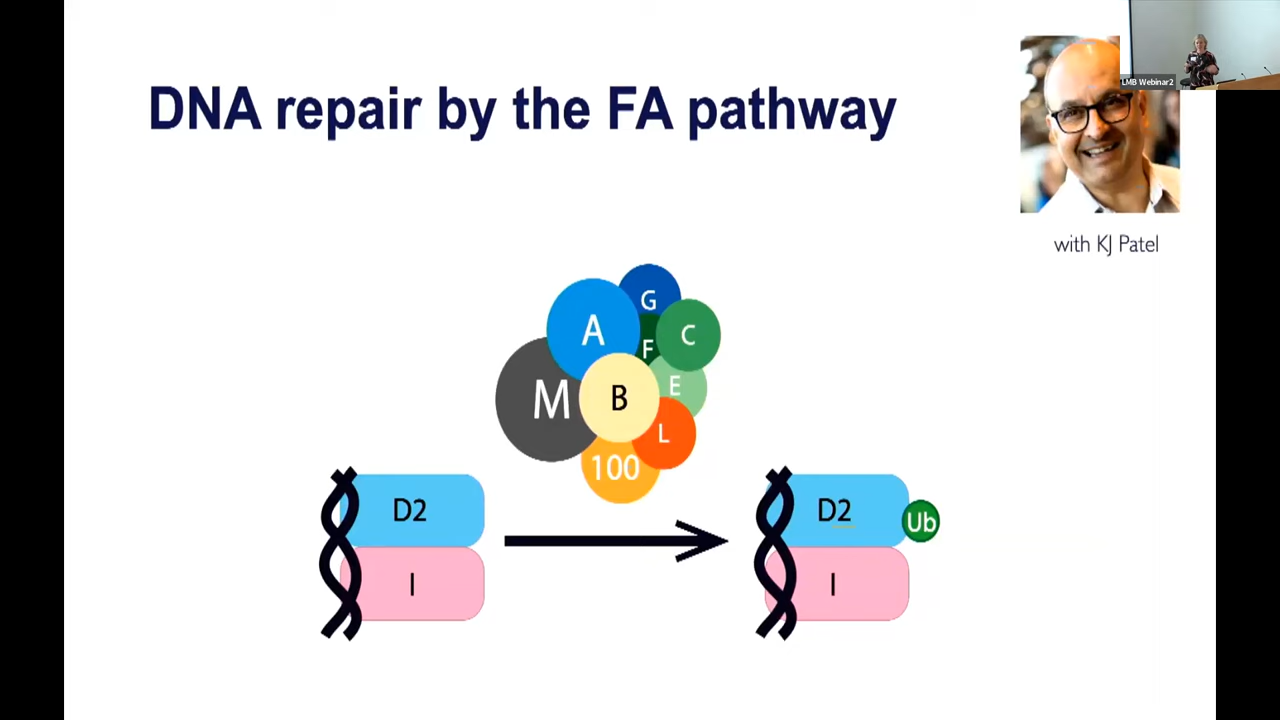 DNA repair by the FA pathway
LMB Webinar2
with KJ Patel
G
A
C
F
E
M
B
L
100
D2
I
D2
Ub
I